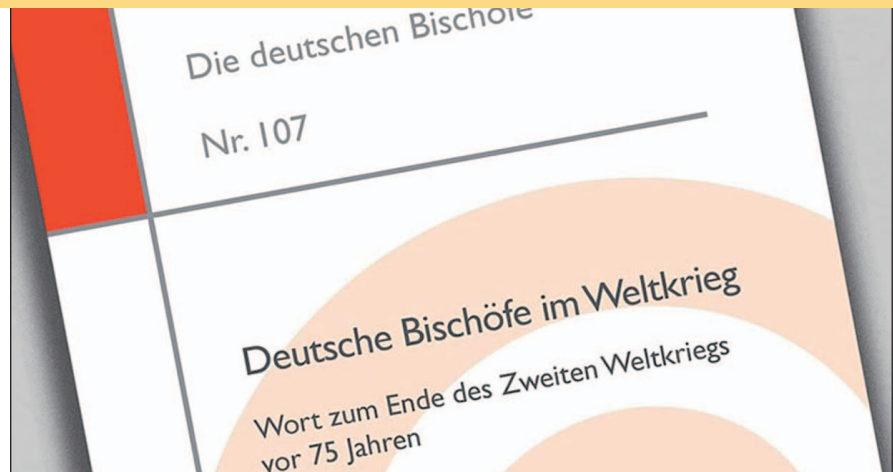 Die deutschen Bischöfe
Nr. 107
Deutsche Bischöfe im Weltkrieg
Wort zum Ende des Zweiten Weltkriegs
vor 75 Jahren